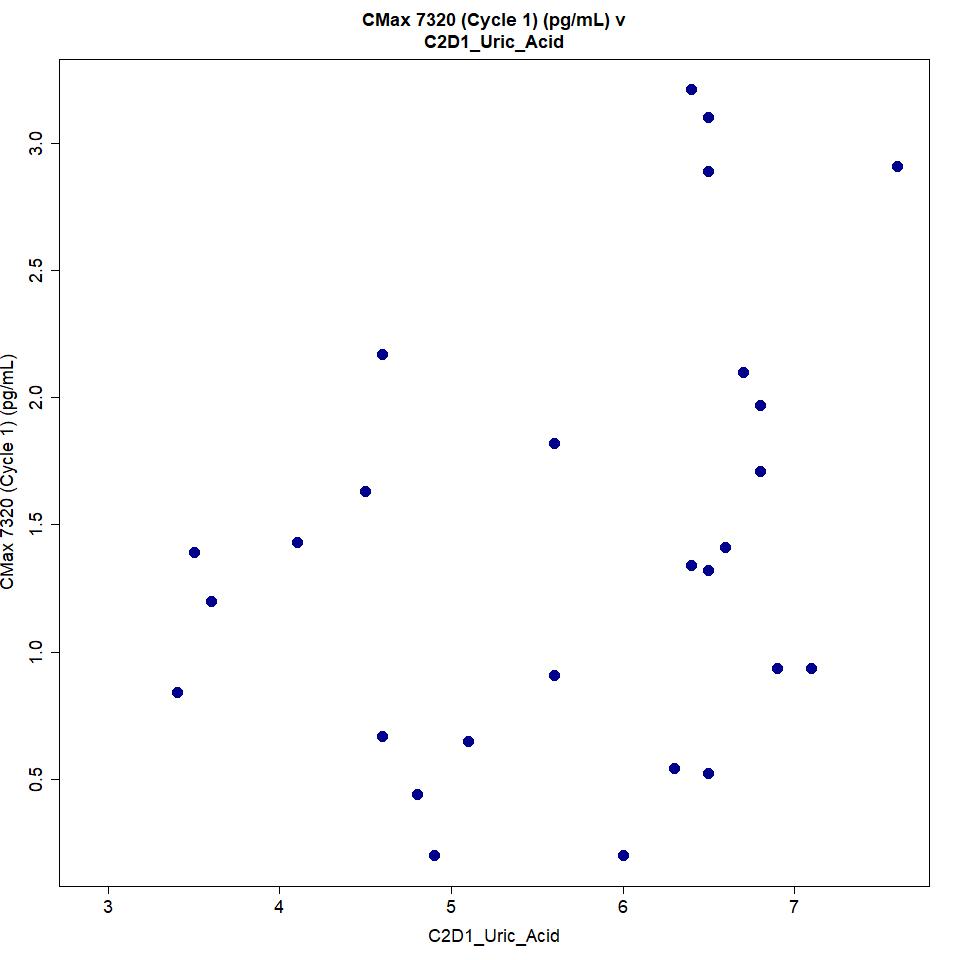 CMax 7320 (Cycle 1) (pg/mL) v
C2D1_Uric_Acid
CMax 7320 (Cycle 1) (pg/mL)
3.0
2.5
2.0
1.5
1.0
0.5
3 4 5 6 7
C2D1_Uric_Acid